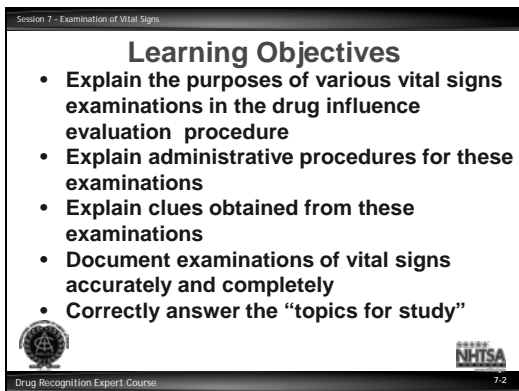 Session 7 - Examination of Vital Signs
Learning Objectives
• Explain the purposes of various vital signs
examinations in the drug influence
evaluation procedure
• Explain administrative procedures for these
examinations
• Explain clues obtained from these
examinations
• Document examinations of vital signs
accurately and completely
• Correctly answer the “topics for study”
NHTSA
Drug Recognition Expert Course
7-2